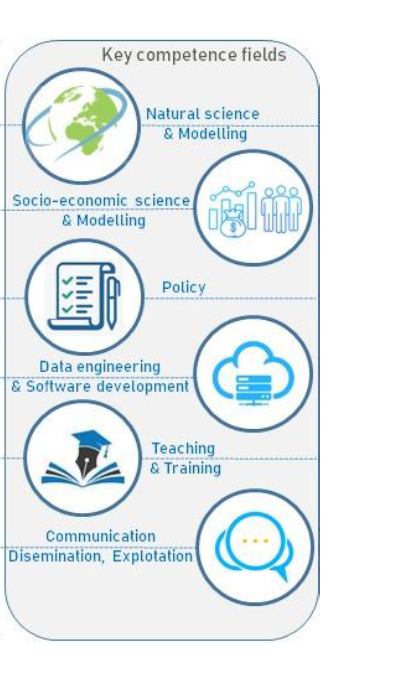 Key competence fields
Natural science
& Modelling
Socio-economic science
& Modelling
Policy
Data engineering
& Software development
Teaching
& Training
Communication
Disemination, Explotation